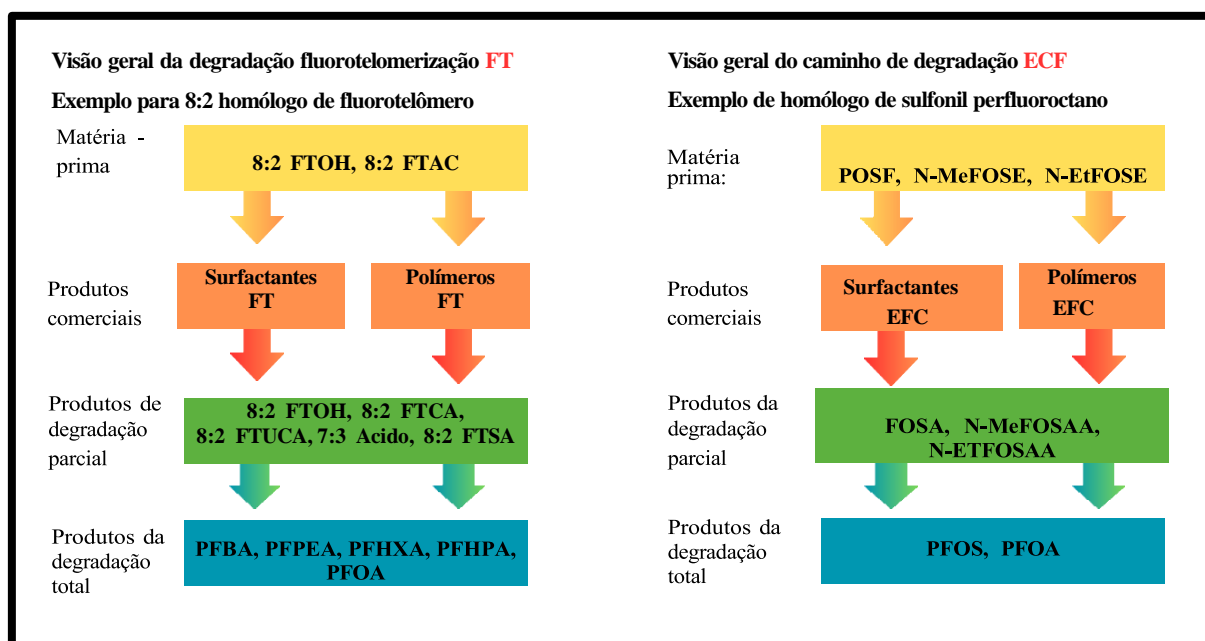 Visão geral da degradação fluorotelomerização FT
Exemplo para 8:2 homólogo de fluorotelômero
Matéria -
prima
8:2 FTOH, 8:2 FTAC
Produtos
comerciais
Surfactantes
FT
Polímeros
FT
Produtos de
degradação
parcial
8:2 FTOH, 8:2 FTCA,
8:2 FTUCA, 7:3 Acido, 8:2 FTSA
Produtos da
degradação
total
PFBA, PFPEA, PFHXA, PFHPA,
PFOA
Visão geral do caminho de degradação ECF
Exemplo de homólogo de sulfonil perfluoroctano
Matéria
prima:
POSF, N-MeFOSE, N-EtFOSE
Produtos
comerciais
Surfactantes
EFC
Polímeros
EFC
Produtos da
degradação
parcial
FOSA, N-MeFOSAA,
N-ETFOSAA
Produtos da
degradação
total
PFOS, PFOA